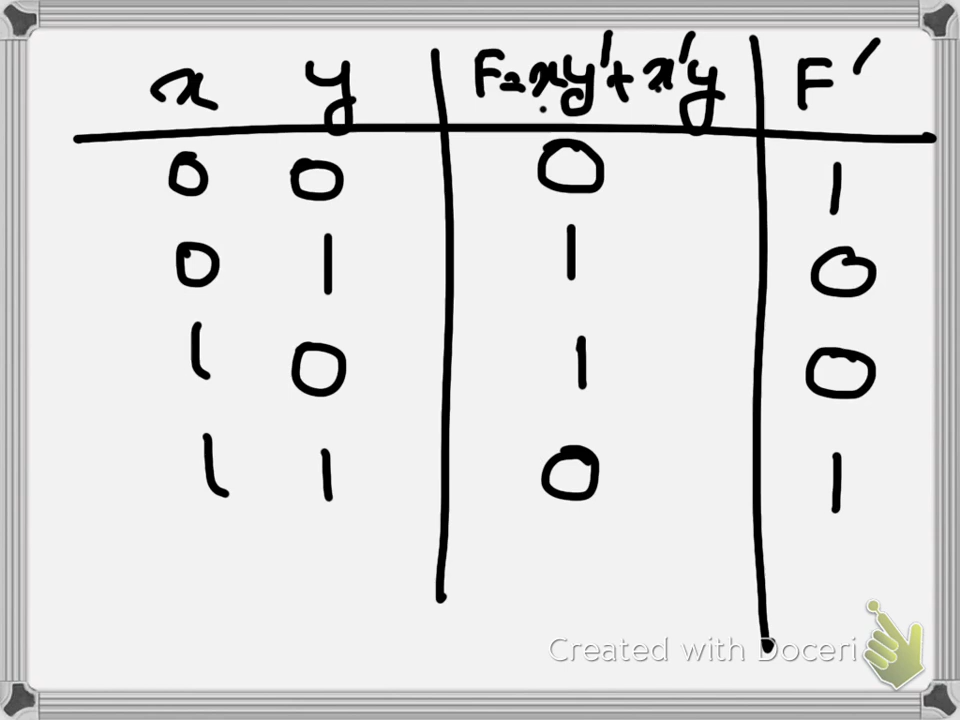 x y F=xy'+x'y F'
0 0 0 1
0 1 1 0
1 0 1 0
1 1 0 1
Created with Doceri